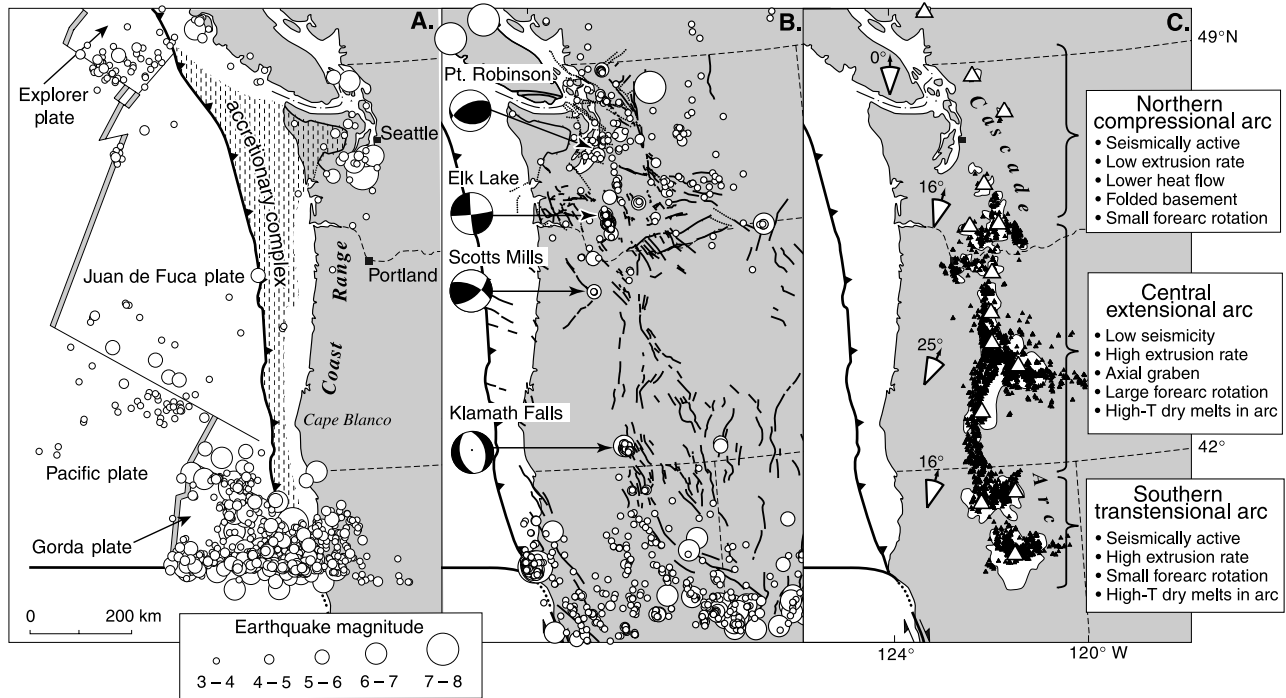 A.
Explorer
plate
accretionary complex
Seattle
Juan de Fuca plate
Portland
Coast Range
Cape Blanco
Pacific plate
Gorda plate
0 200 km
Earthquake magnitude
3 – 4 4 – 5 5 – 6 6 – 7 7 – 8
B.
Pt. Robinson
Elk Lake
Scotts Mills
Klamath Falls
C.
49° N
0°
Cascade
16°
25°
16°
Arc
42°
124° 120° W
Northern
compressional arc
• Seismically active
• Low extrusion rate
• Lower heat flow
• Folded basement
• Small forearc rotation
Central
extensional arc
• Low seismicity
• High extrusion rate
• Axial graben
• Large forearc rotation
• High-T dry melts in arc
Southern
transtensional arc
• Seismically active
• High extrusion rate
• Small forearc rotation
• High-T dry melts in arc